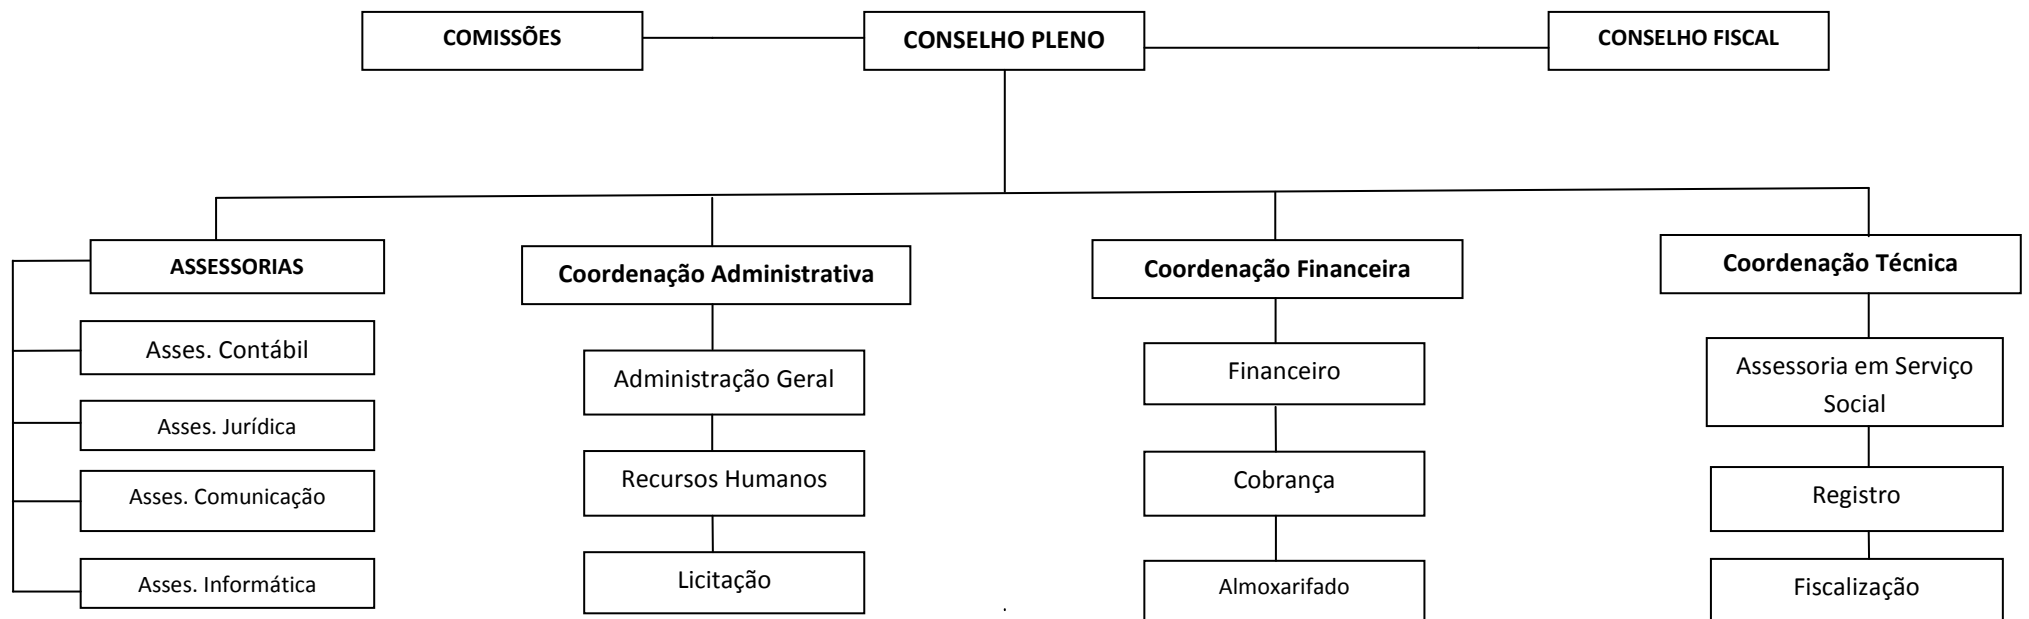 COMISSÕES
CONSELHO PLENO
CONSELHO FISCAL
ASSESSORIAS
Asses. Contábil
Asses. Jurídica
Asses. Comunicação
Asses. Informática
Coordenação Administrativa
Administração Geral
Recursos Humanos
Licitação
Coordenação Financeira
Financeiro
Cobrança
Almoxarifado
Coordenação Técnica
Assessoria em Serviço
Social
Registro
Fiscalização
.